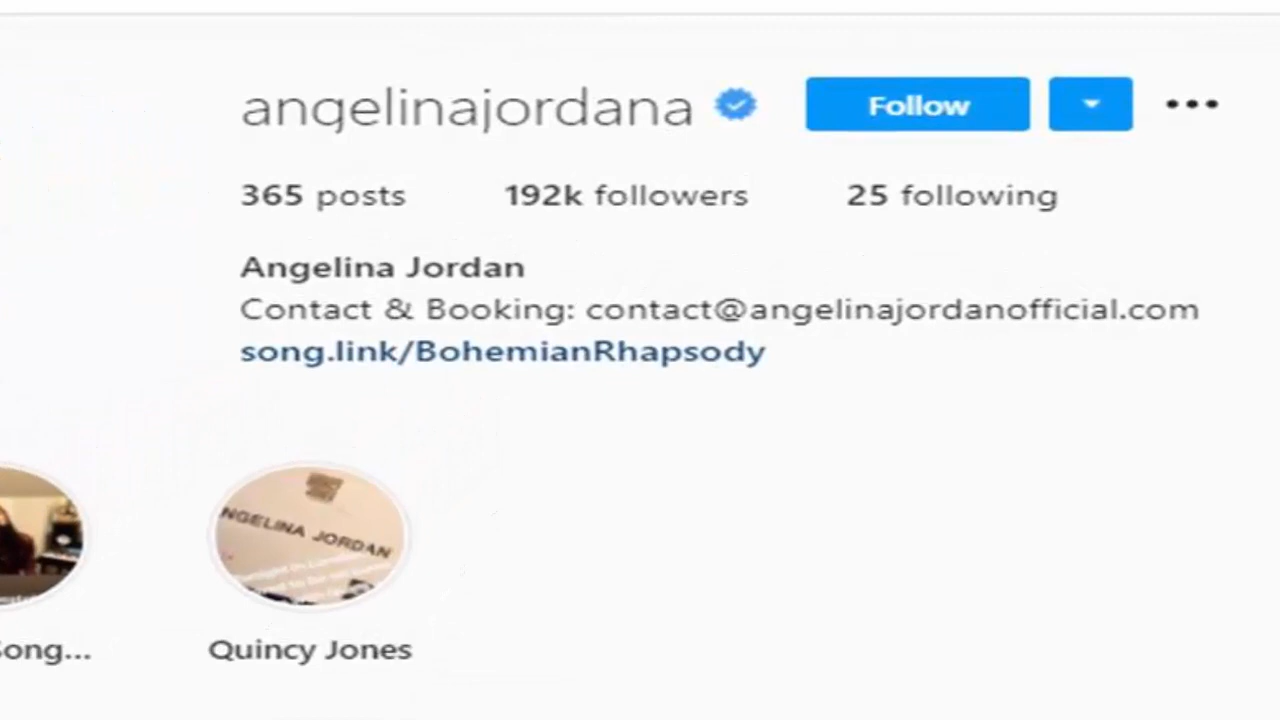 angelinajordana Follow
365 posts 192k followers 25 following
Angelina Jordan
Contact & Booking: contact@angelinajordanofficial.com
song.link/BohemianRhapsody
NGELINA JORDAN
Song...
Quincy Jones